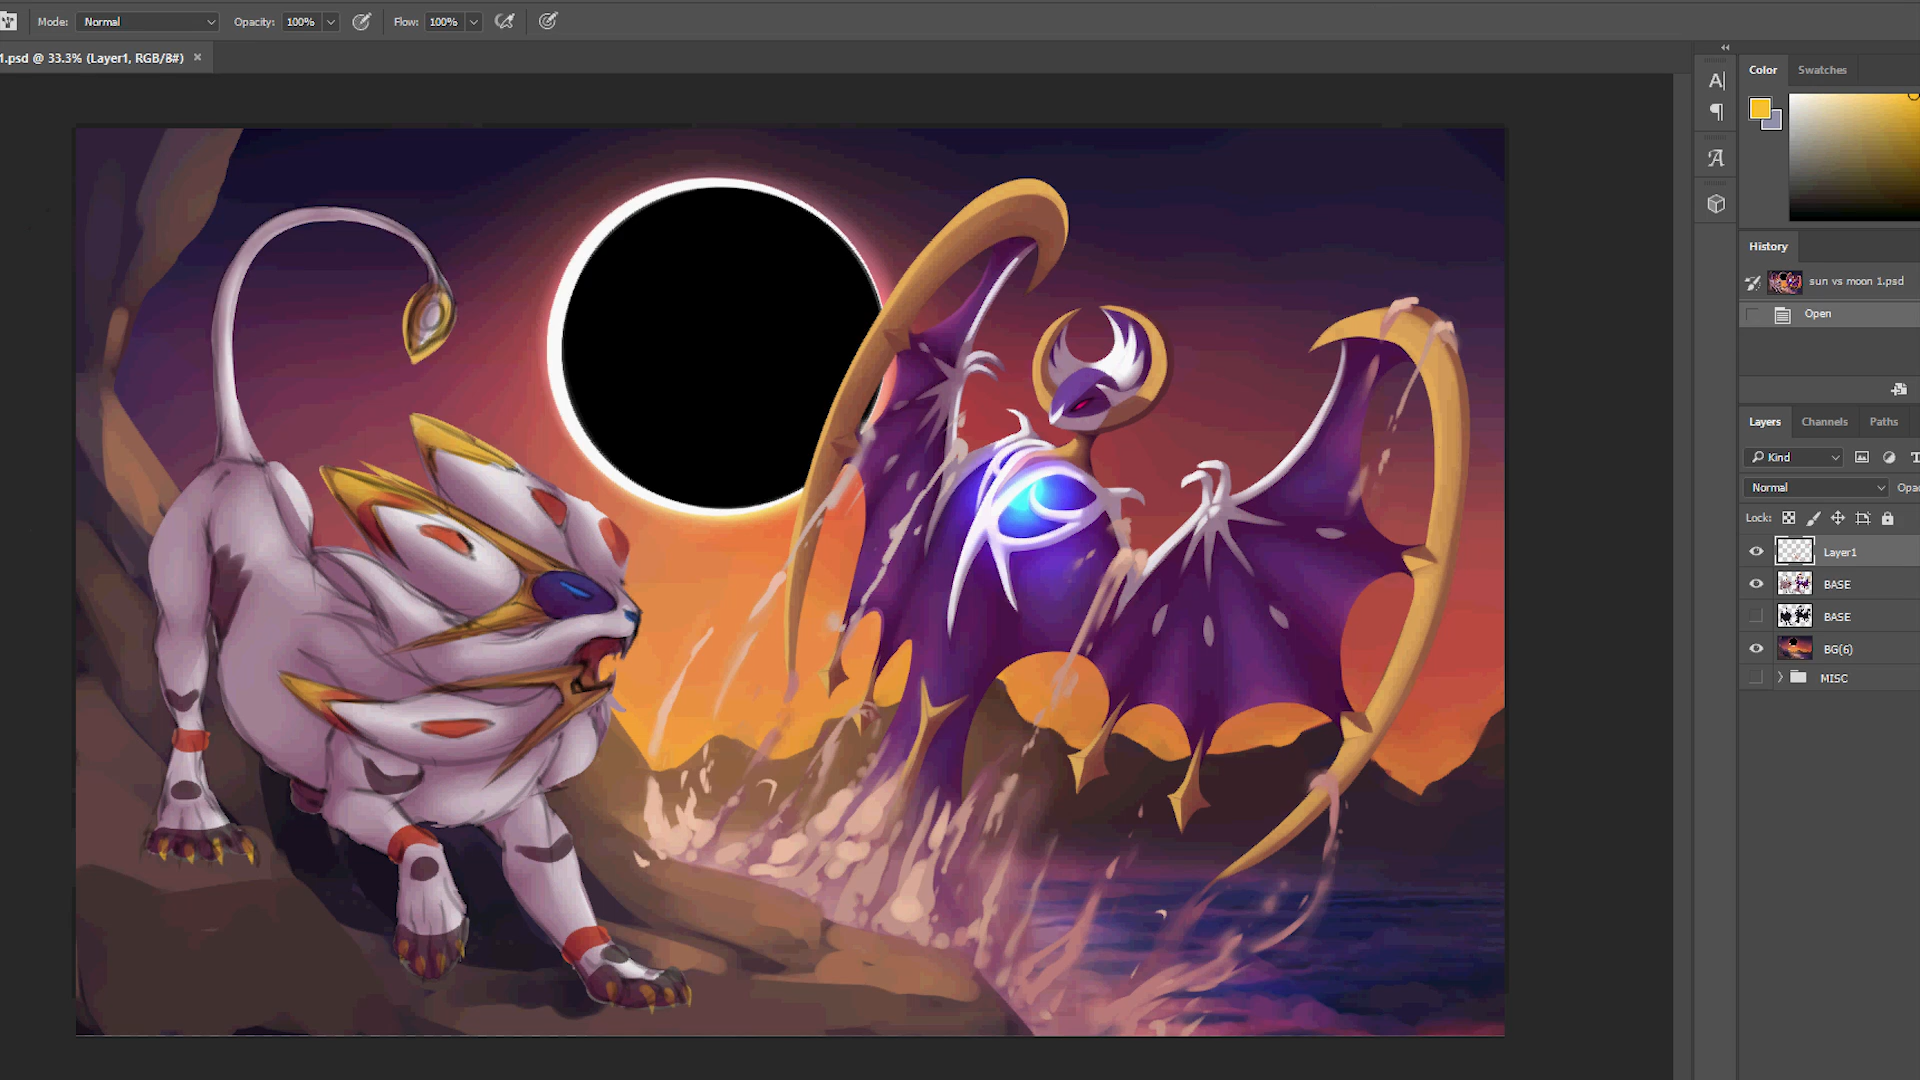 Mode: Normal Opacity: 100% Flow: 100%
1.psd @ 33.3% (Layer1, RGB/8#) ×
Color Swatches
History
sun vs moon 1.psd
Open
Layers Channels Paths
Kind
Normal
Lock:
Layer1
BASE
BASE
BG(6)
MISC